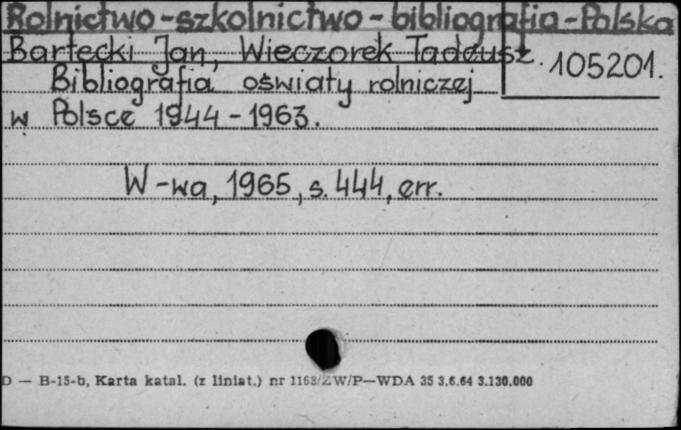 Rolnictwo-szkolnictwo-bibliografia-Polska
Bartecki Jan, Wieczorek Tadeusz.
105201.
Bibliografia oświaty rolniczej
w Polsce 1944-1963.
W-wa, 1965, s. 444, err.
D — B-15-b, Karta katal. (z liniat.) nr 1168/ZW/P—WDA 35 3.6.64 3.130.000